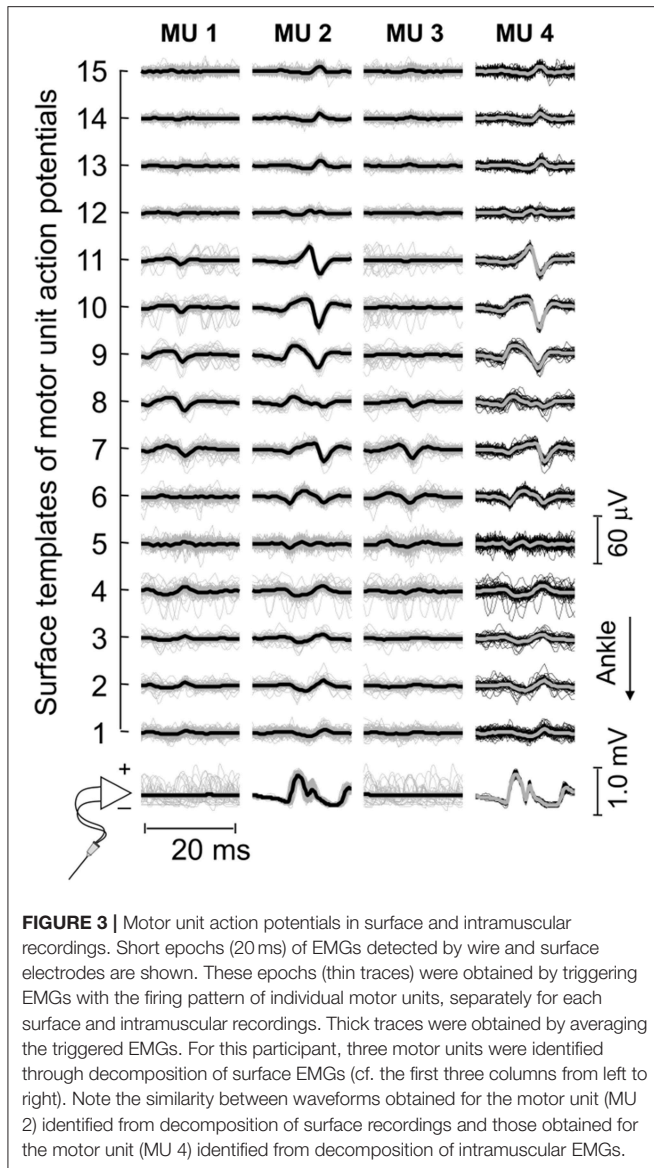 MU 1 MU 2 MU 3 MU 4
Surface templates of motor unit action potentials
15
14
13
12
11
10
9
8
7
6
5
4
3
2
1
60 μV
Ankle
1.0 mV
+
−
20 ms
FIGURE 3 | Motor unit action potentials in surface and intramuscular
recordings. Short epochs (20 ms) of EMGs detected by wire and surface
electrodes are shown. These epochs (thin traces) were obtained by triggering
EMGs with the firing pattern of individual motor units, separately for each
surface and intramuscular recordings. Thick traces were obtained by averaging
the triggered EMGs. For this participant, three motor units were identified
through decomposition of surface EMGs (cf. the first three columns from left to
right). Note the similarity between waveforms obtained for the motor unit (MU
2) identified from decomposition of surface recordings and those obtained for
the motor unit (MU 4) identified from decomposition of intramuscular EMGs.